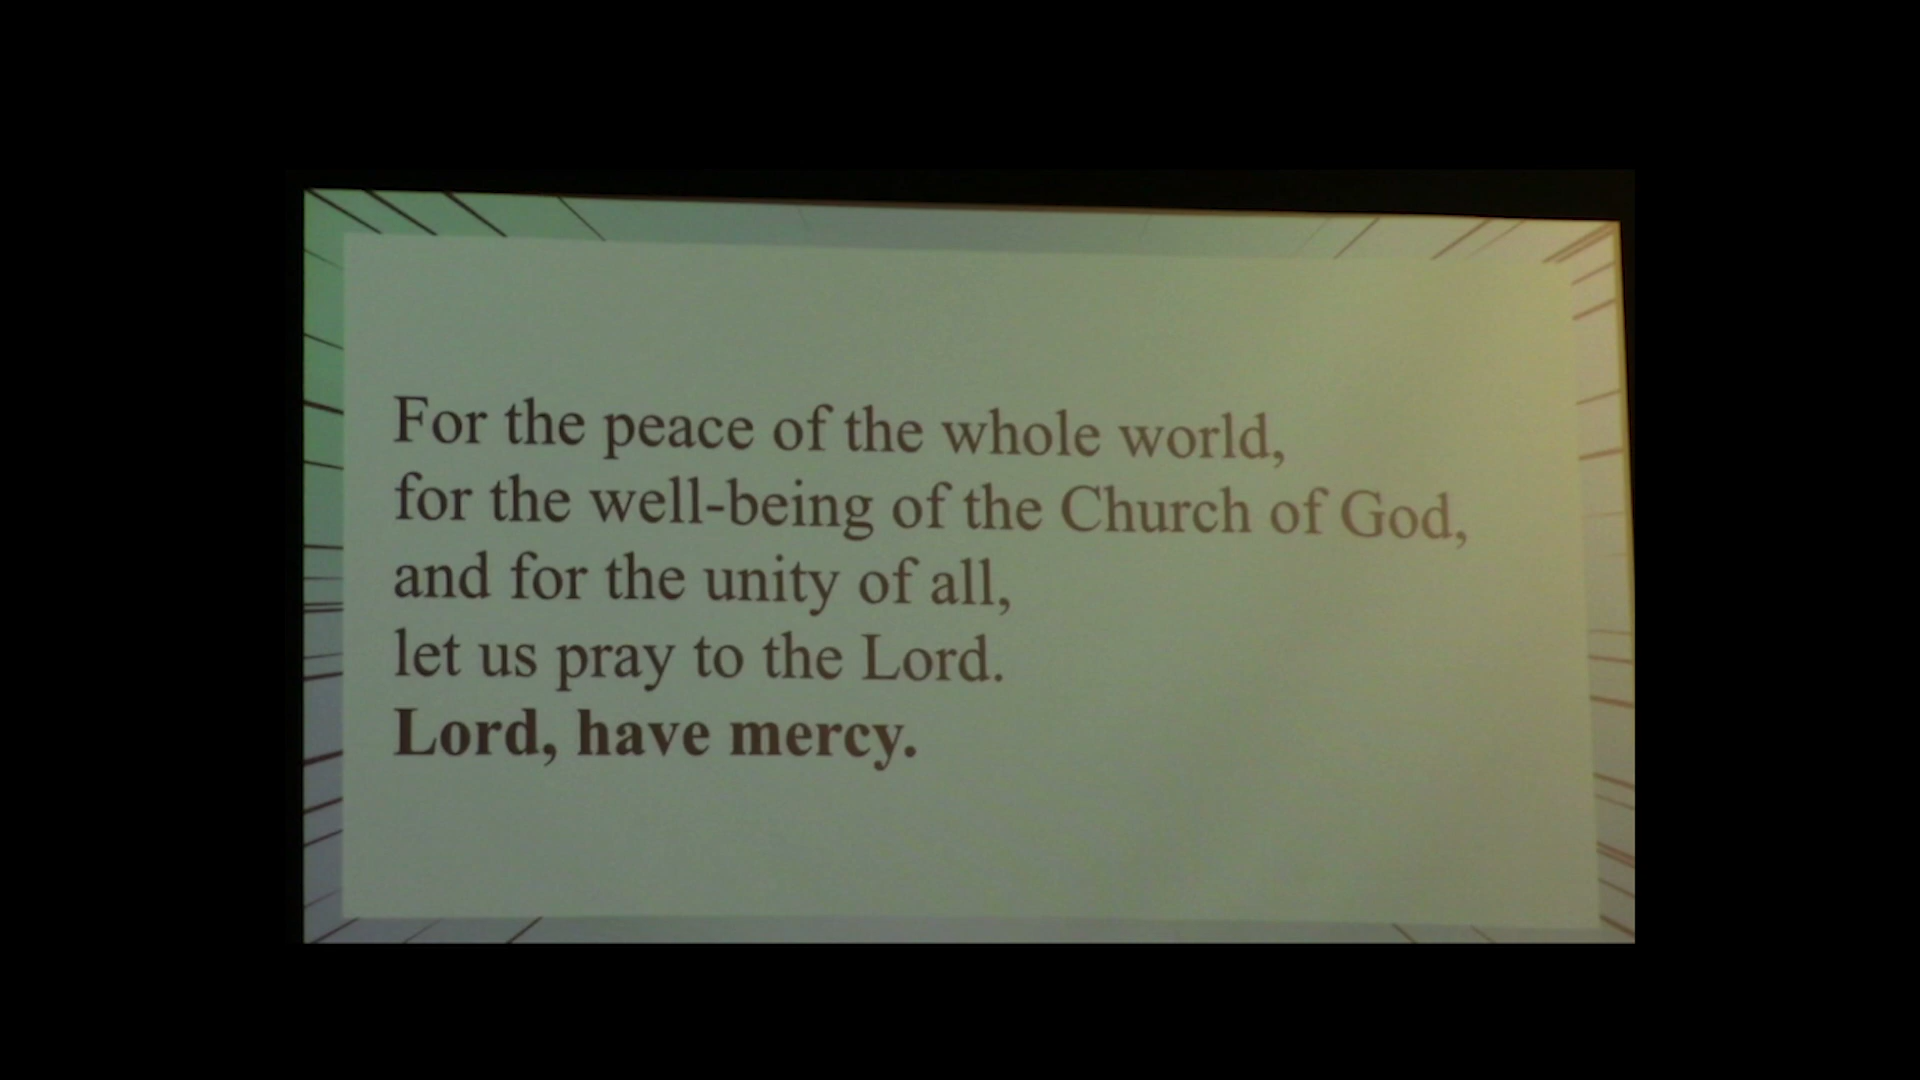 For the peace of the whole world,
for the well-being of the Church of God,
and for the unity of all,
let us pray to the Lord.
Lord, have mercy.